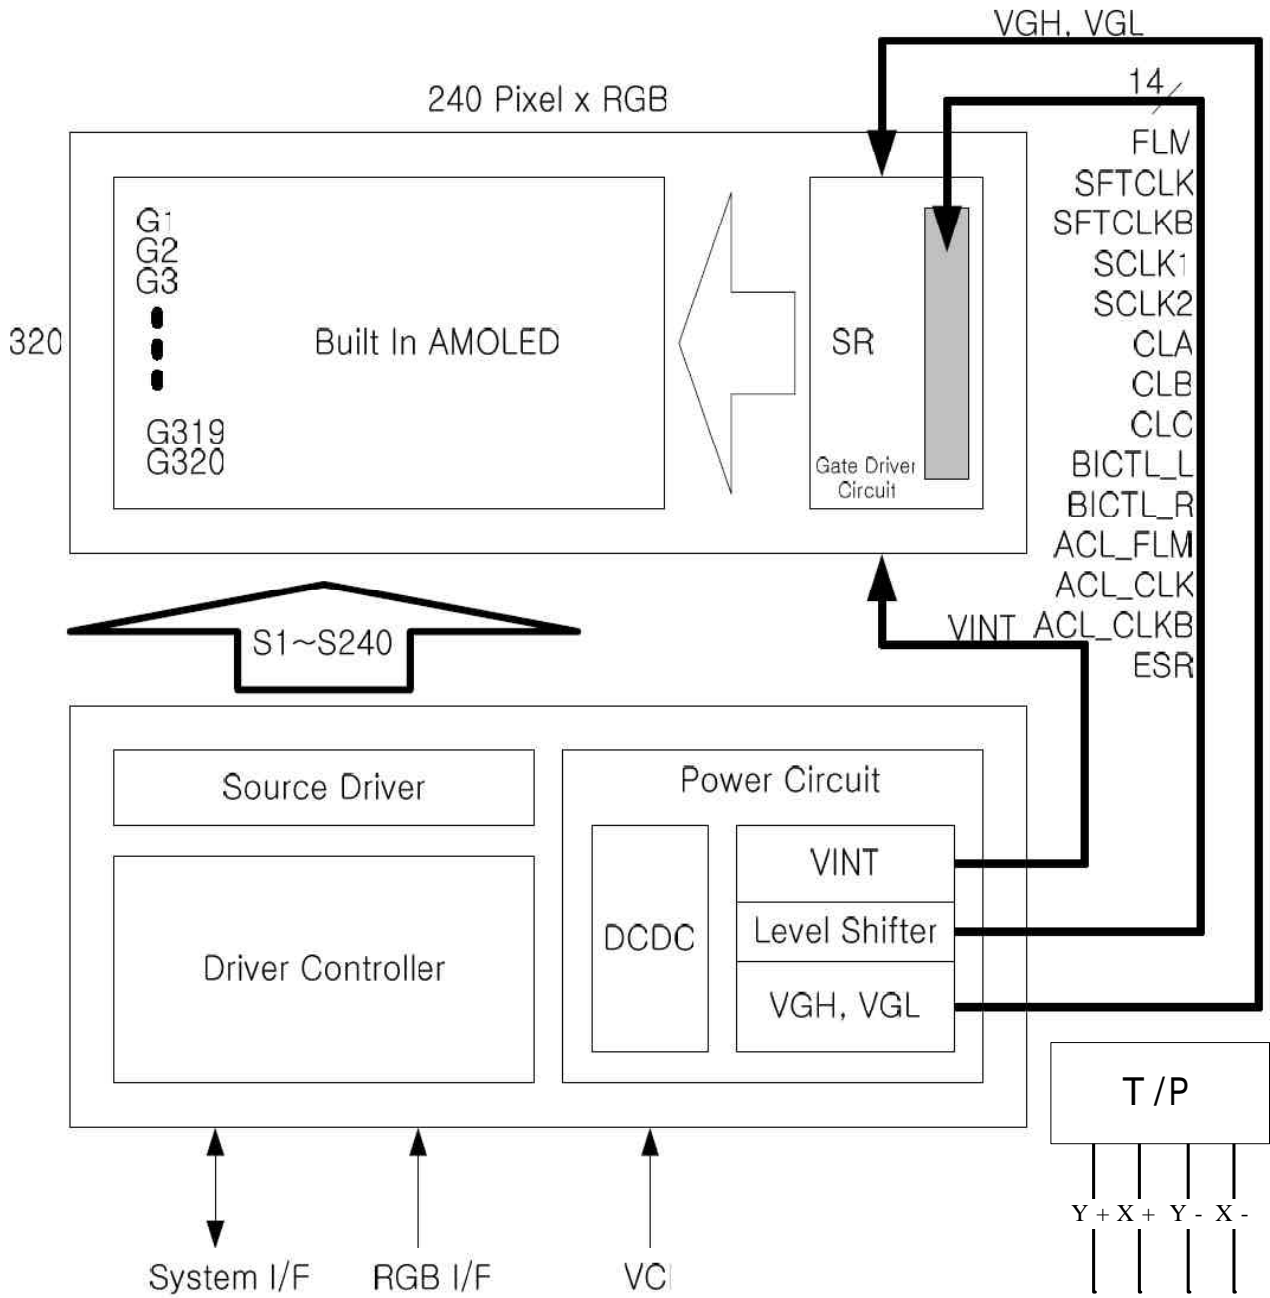 VGH, VGL
14
240 Pixel x RGB
FLM
SFTCLK
SFTCLKB
SCLK1
SCLK2
CLA
CLB
CLC
BICTL_L
BICTL_R
ACL_FLM
ACL_CLK
ACL_CLKB
ESR
G1
G2
G3
320
Built In AMOLED
SR
G319
G320
Gate Driver
Circuit
VINT
S1~S240
Source Driver
Power Circuit
VINT
DCDC
Level Shifter
Driver Controller
VGH, VGL
T/P
Y + X + Y - X -
System I/F
RGB I/F
VCI